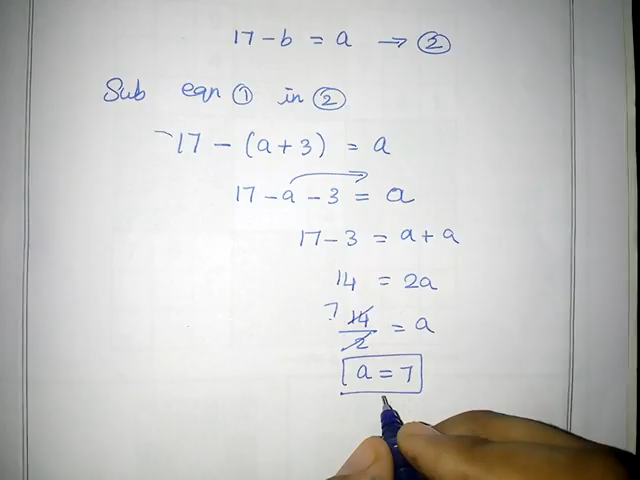 17 - b = a → ②
Sub eqn ① in ②
17 - (a + 3) = a
17 - a - 3 = a
17 - 3 = a + a
14 = 2a
7 14/2 = a
a = 7